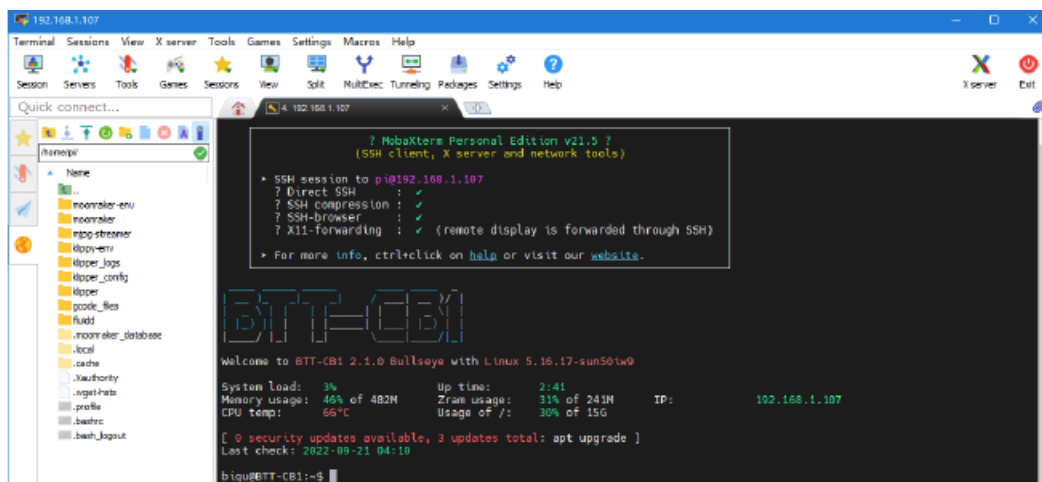 192.168.1.107
Terminal Sessions View X server Tools Games Settings Macros Help
Session Servers Tools Games Sessions View Split MultiExec Tunneling Packages Settings Help X server Exit
Quick connect...
4. 192.168.1.107
/home/pi/
Name
..
moonraker-env
moonraker
mjpg-streamer
klippy-env
klipper_logs
klipper_config
klipper
gcode_files
fluidd
.moonraker_database
.local
.cache
.Xauthority
.wget-hsts
.profile
.bashrc
.bash_logout
? MobaXterm Personal Edition v21.5 ?
(SSH client, X server and network tools)
➤ SSH session to pi@192.168.1.107
? Direct SSH : ✔
? SSH compression : ✔
? SSH-browser : ✔
? X11-forwarding : ✔ (remote display is forwarded through SSH)
➤ For more info, ctrl+click on help or visit our website.
BTT-CB1
Welcome to BTT-CB1 2.1.0 Bullseye with Linux 5.16.17-sun50iw9
System load: 3% Up time: 2:41
Memory usage: 46% of 482M Zram usage: 31% of 241M IP: 192.168.1.107
CPU temp: 66°C Usage of /: 30% of 15G
[ 0 security updates available, 3 updates total: apt upgrade ]
Last check: 2022-09-21 04:10
biqu@BTT-CB1:~$